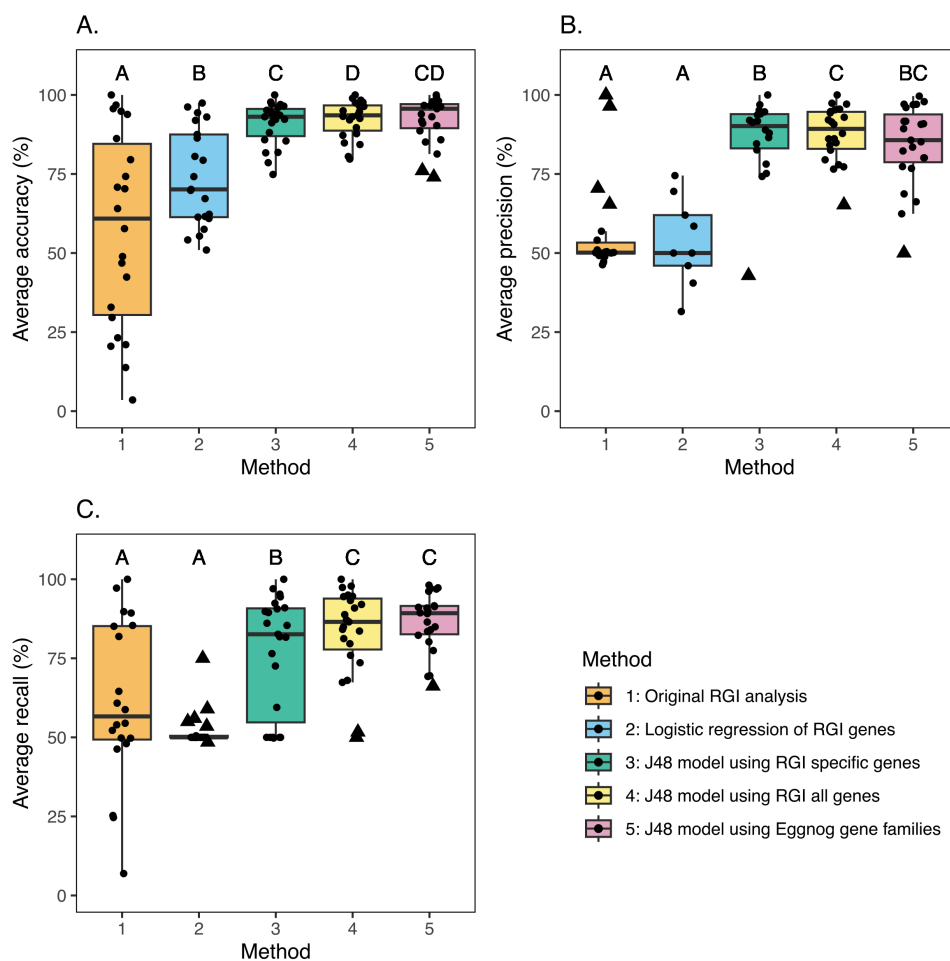 A.
A B C D CD
100
75
50
25
0
Average accuracy (%)
1 2 3 4 5
Method
B.
A A B C BC
100
75
50
25
0
Average precision (%)
1 2 3 4 5
Method
C.
A A B C C
100
75
50
25
0
Average recall (%)
1 2 3 4 5
Method
Method
1: Original RGI analysis
2: Logistic regression of RGI genes
3: J48 model using RGI specific genes
4: J48 model using RGI all genes
5: J48 model using Eggnog gene families